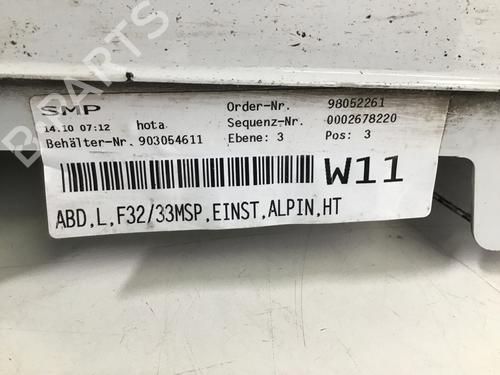 B-PARTS
SMP
Order-Nr. 98052261
14.10 07:12 hota
Sequenz-Nr. 0002678220
Behälter-Nr. 903054611 Ebene: 3 Pos: 3
W11
ABD,L,F32/33MSP,EINST,ALPIN,HT